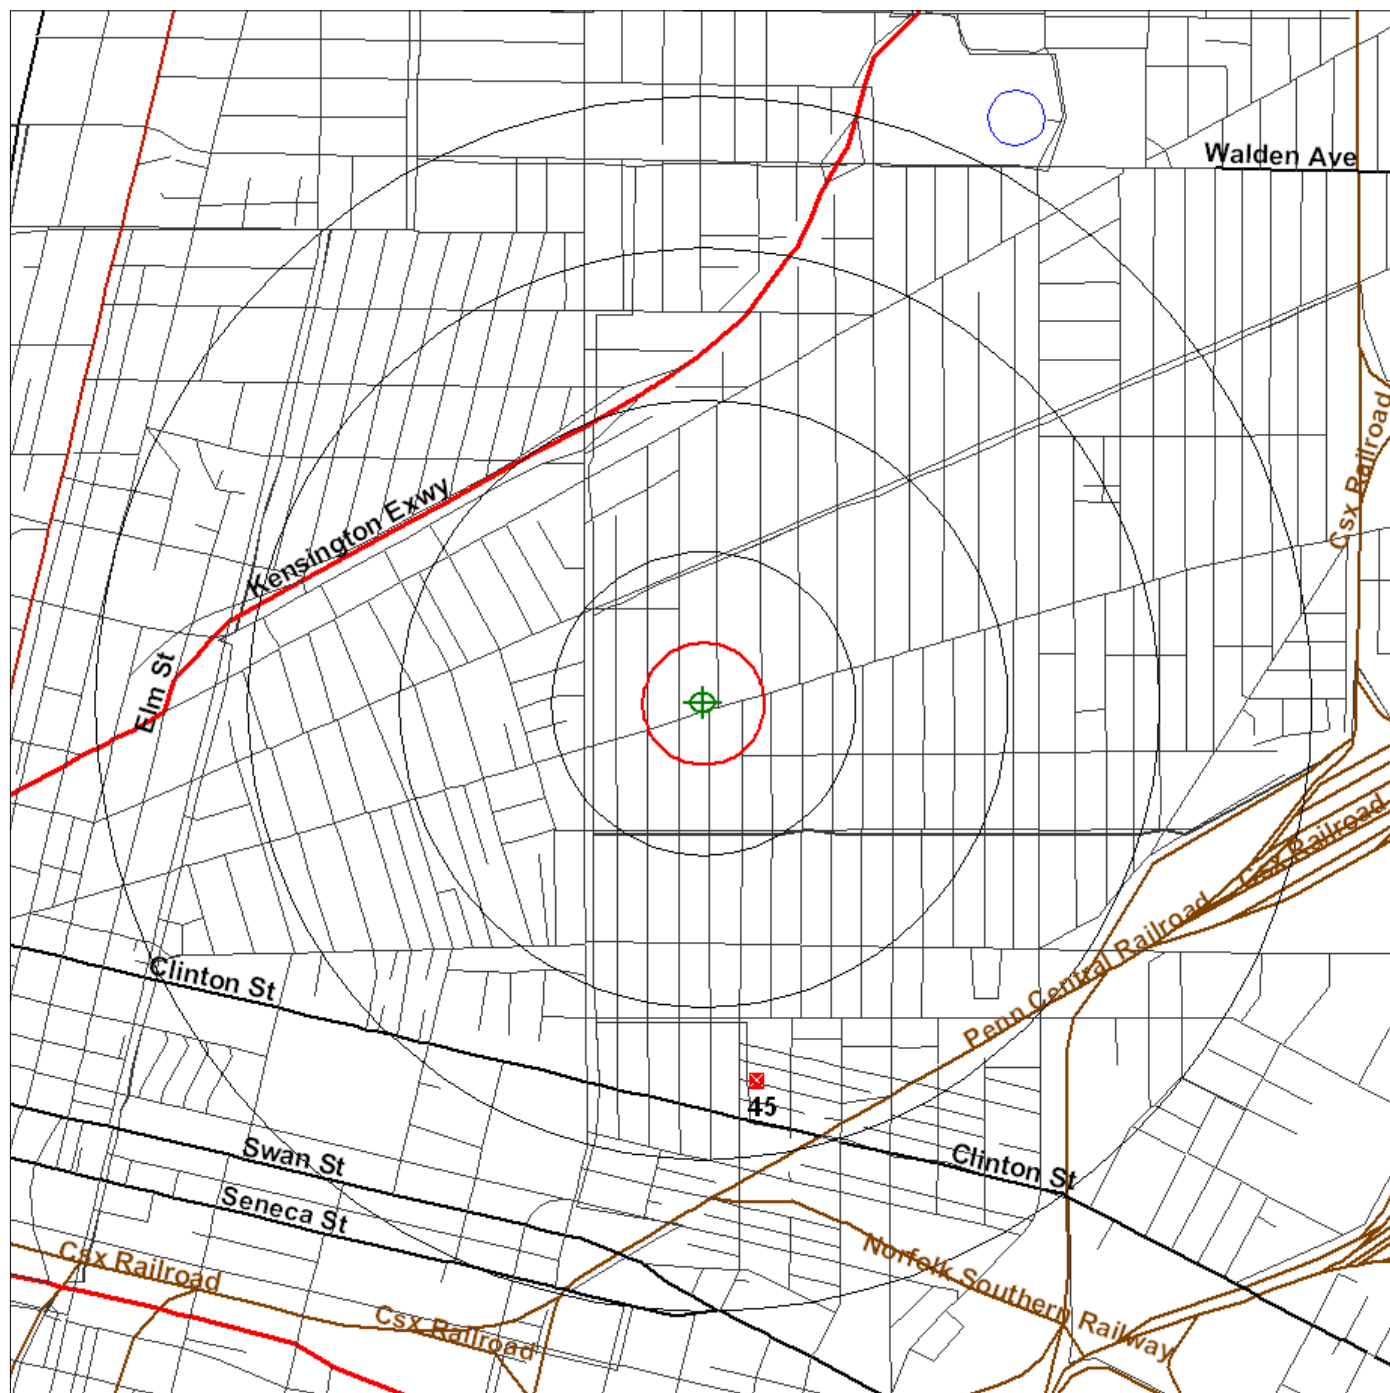 Walden Ave
Csx Railroad
Kensington Exwy
Elm St
Csx Railroad
Penn Central Railroad
Clinton St
45
Clinton St
Swan St
Seneca St
Norfolk Southern Railway
Csx Railroad
Csx Railroad